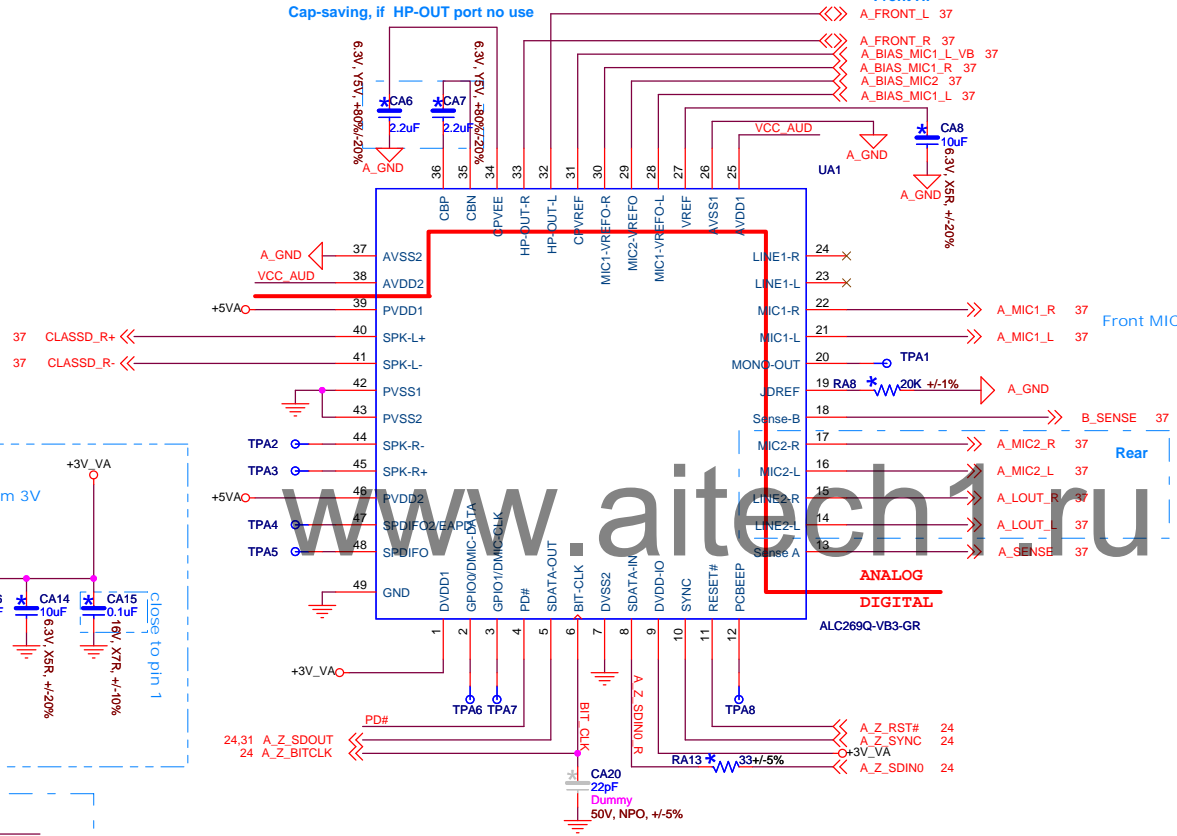 Cap-saving, if HP-OUT port no use
A_FRONT_L 37
A_FRONT_R 37
A_BIAS_MIC1_L_VB 37
A_BIAS_MIC1_R 37
A_BIAS_MIC2 37
A_BIAS_MIC1_L 37
6.3V, Y5V, +80%/-20%
6.3V, Y5V, +80%/-20%
*CA6
2.2uF
*CA7
2.2uF
A_GND
VCC_AUD
A_GND
* CA8
10uF
6.3V, X5R, +/-20%
A_GND
UA1
36 35 34 33 32 31 30 29 28 27 26 25
CBP
CBN
CPVEE
HP-OUT-R
HP-OUT-L
CPVREF
MIC1-VREFO-R
MIC2-VREFO
MIC1-VREFO-L
VREF
AVSS1
AVDD1
A_GND 37 AVSS2
VCC_AUD 38 AVDD2
+5VA 39 PVDD1
37 CLASSD_R+ 40 SPK-L+
37 CLASSD_R- 41 SPK-L-
42 PVSS1
43 PVSS2
TPA2 44 SPK-R-
TPA3 45 SPK-R+
+5VA 46 PVDD2
TPA4 47 SPDIFO2/EAPD
TPA5 48 SPDIFO
49 GND
LINE1-R 24
LINE1-L 23
MIC1-R 22 A_MIC1_R 37
MIC1-L 21 A_MIC1_L 37
Front MIC
MONO-OUT 20 TPA1
JDREF 19 RA8 * 20K +/-1% A_GND
Sense-B 18 B_SENSE 37
MIC2-R 17 A_MIC2_R 37
Rear
MIC2-L 16 A_MIC2_L 37
LINE2-R 15 A_LOUT_R 37
LINE2-L 14 A_LOUT_L 37
Sense A 13 A_SENSE 37
www.aitech1.ru
ANALOG
DIGITAL
ALC269Q-VB3-GR
DVDD1
GPIO0/DMIC-DATA
GPIO1/DMIC-CLK
PD#
SDATA-OUT
BIT-CLK
DVSS2
SDATA-IN
DVDD-IO
SYNC
RESET#
PCBEEP
1 2 3 4 5 6 7 8 9 10 11 12
+3V_VA
m 3V
* CA14
10uF
6.3V, X5R, +/-20%
* CA15
0.1uF
16V, X7R, +/-10%
close to pin 1
+3V_VA
TPA6 TPA7
TPA8
PD#
24,31 A_Z_SDOUT
24 A_Z_BITCLK
BIT_CLK
A_Z_SDIN0_R
A_Z_RST# 24
A_Z_SYNC 24
+3V_VA
RA13 * 33+/-5%
A_Z_SDIN0 24
* CA20
22pF
Dummy
50V, NPO, +/-5%